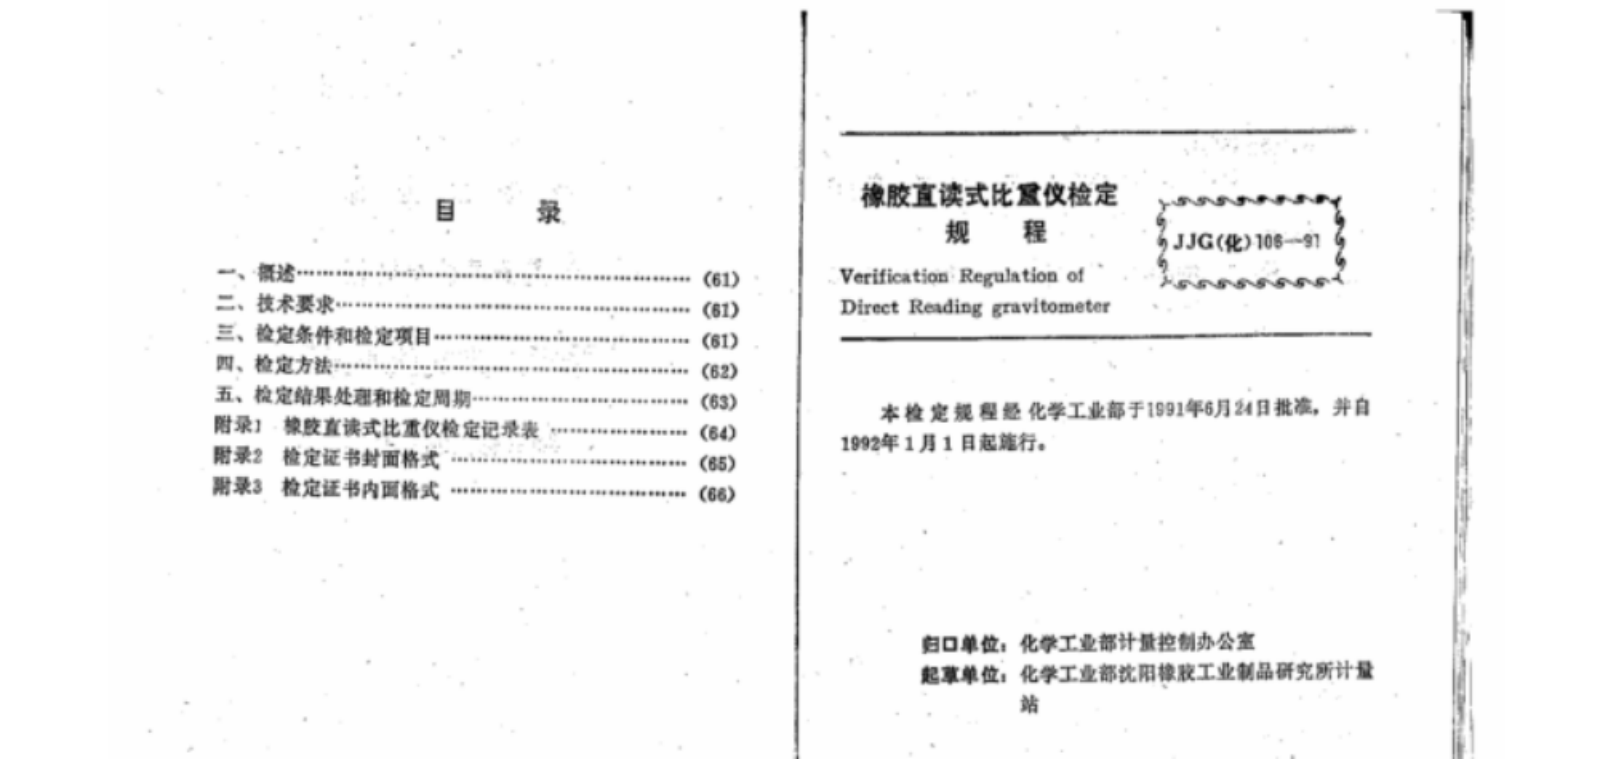 目 录
一、概述……(61)
二、技术要求……(61)
三、检定条件和检定项目……(61)
四、检定方法……(62)
五、检定结果处理和检定周期……(63)
附录1 橡胶直读式比重仪检定记录表……(64)
附录2 检定证书封面格式……(65)
附录3 检定证书内面格式……(66)
橡胶直读式比重仪检定
规 程
Verification Regulation of
Direct Reading gravitometer
JJG(化)106—91
本检定规程经化学工业部于1991年6月24日批准,并自
1992年1月1日起施行。
归口单位:化学工业部计量控制办公室
起草单位:化学工业部沈阳橡胶工业制品研究所计量
站